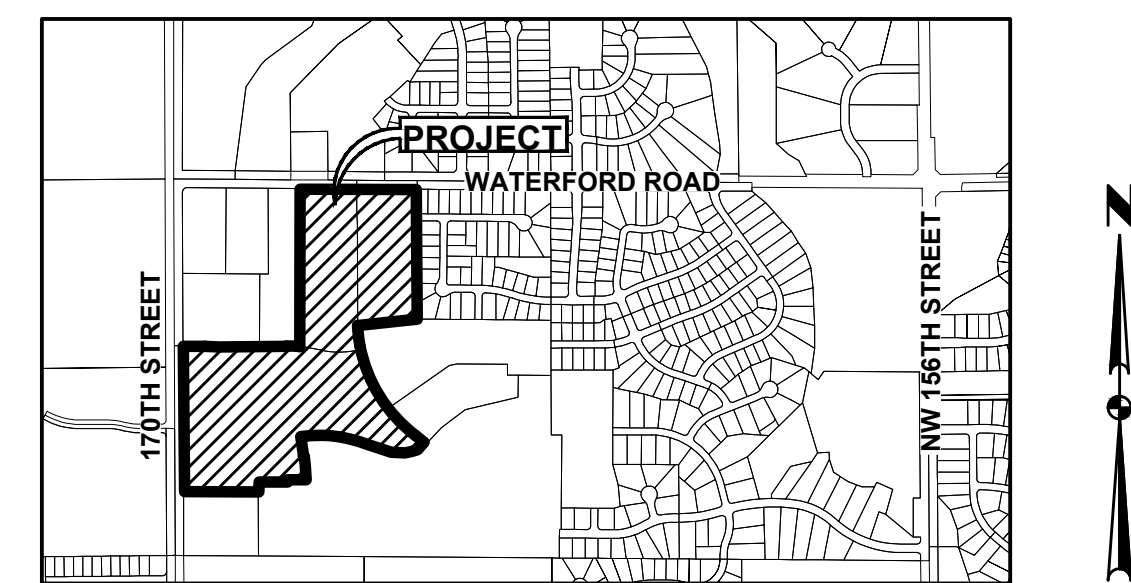 PROJECT
WATERFORD ROAD
170TH STREET
NW 156TH STREET
N